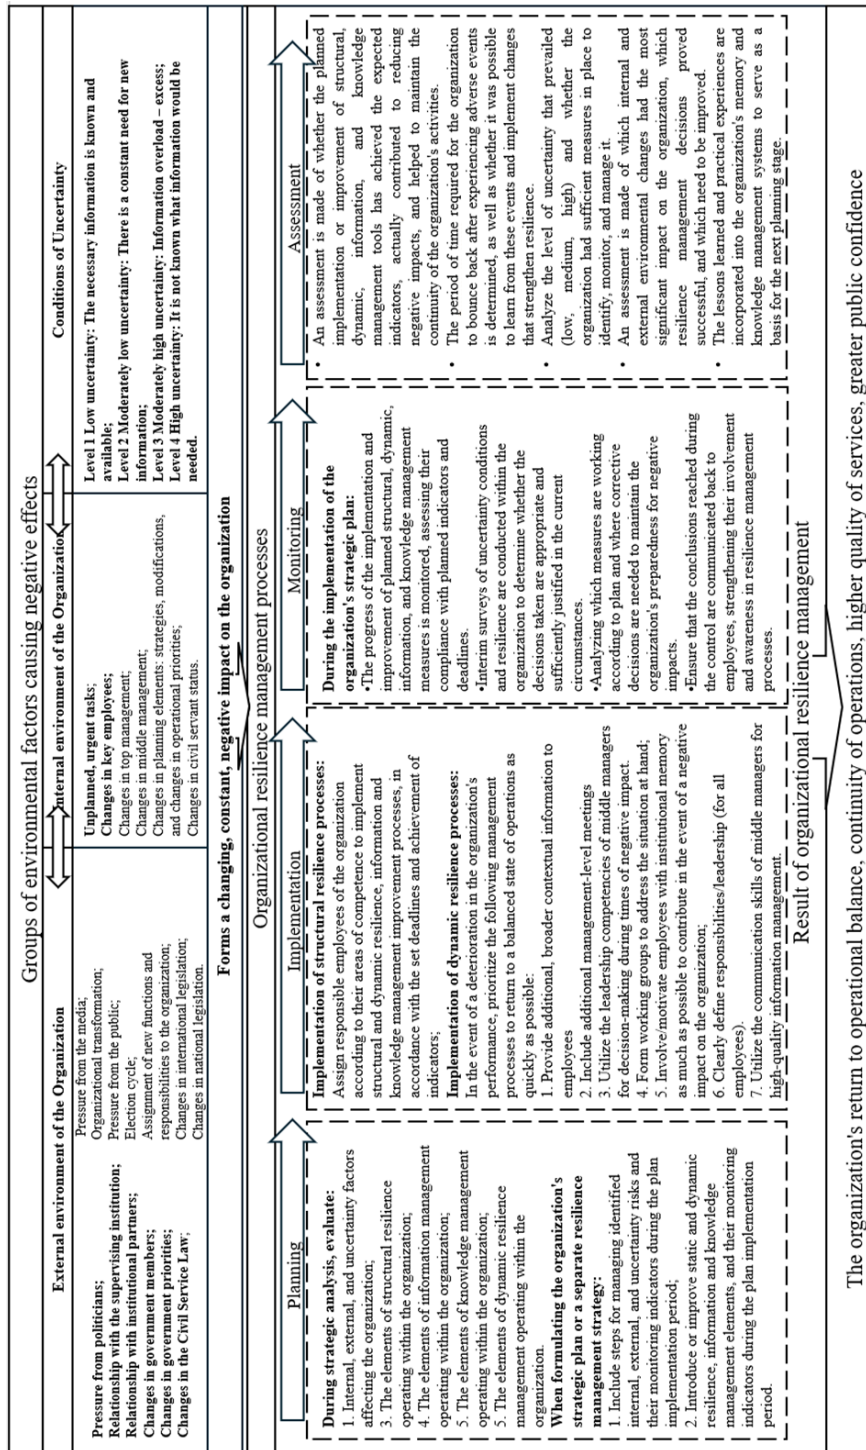 Groups of environmental factors causing negative effects
External environment of the Organization
Internal environment of the Organization
Conditions of Uncertainty
Pressure from politicians;
Relationship with the supervising institution;
Relationship with institutional partners;
Changes in government members;
Changes in government priorities;
Changes in the Civil Service Law;
Pressure from the media;
Organizational transformation;
Pressure from the public;
Election cycle;
Assignment of new functions and
responsibilities to the organization;
Changes in international legislation;
Changes in national legislation.
Unplanned, urgent tasks;
Changes in key employees;
Changes in top management;
Changes in middle management;
Changes in planning elements: strategies, modifications,
and changes in operational priorities;
Changes in civil servant status.
Level 1 Low uncertainty: The necessary information is known and
available;
Level 2 Moderately low uncertainty: There is a constant need for new
information;
Level 3 Moderately high uncertainty: Information overload – excess;
Level 4 High uncertainty: It is not known what information would be
needed.
Forms a changing, constant, negative impact on the organization
Organizational resilience management processes
Planning
Implementation
Monitoring
Assessment
During strategic analysis, evaluate:
1. Internal, external, and uncertainty factors
affecting the organization;
3. The elements of structural resilience
operating within the organization;
4. The elements of information management
operating within the organization;
5. The elements of knowledge management
operating within the organization;
5. The elements of dynamic resilience
management operating within the
organization.
When formulating the organization's
strategic plan or a separate resilience
management strategy:
1. Include steps for managing identified
internal, external, and uncertainty risks and
their monitoring indicators during the plan
implementation period;
2. Introduce or improve static and dynamic
resilience, information and knowledge
management elements, and their monitoring
indicators during the plan implementation
period.
Implementation of structural resilience processes:
Assign responsible employees of the organization
according to their areas of competence to implement
structural and dynamic resilience, information and
knowledge management improvement processes, in
accordance with the set deadlines and achievement of
indicators;
Implementation of dynamic resilience processes:
In the event of a deterioration in the organization's
performance, prioritize the following management
processes to return to a balanced state of operations as
quickly as possible:
1. Provide additional, broader contextual information to
employees
2. Include additional management-level meetings
3. Utilize the leadership competencies of middle managers
for decision-making during times of negative impact.
4. Form working groups to address the situation at hand;
5. Involve/motivate employees with institutional memory
as much as possible to contribute in the event of a negative
impact on the organization;
6. Clearly define responsibilities/leadership (for all
employees).
7. Utilize the communication skills of middle managers for
high-quality information management.
During the implementation of the
organization's strategic plan:
•The progress of the implementation and
improvement of planned structural, dynamic,
information, and knowledge management
measures is monitored, assessing their
compliance with planned indicators and
deadlines.
•Interim surveys of uncertainty conditions
and resilience are conducted within the
organization to determine whether the
decisions taken are appropriate and
sufficiently justified in the current
circumstances.
•Analyzing which measures are working
according to plan and where corrective
decisions are needed to maintain the
organization's preparedness for negative
impacts.
•Ensure that the conclusions reached during
the control are communicated back to
employees, strengthening their involvement
and awareness in resilience management
processes.
• An assessment is made of whether the planned
implementation or improvement of structural,
dynamic, information, and knowledge
management tools has achieved the expected
indicators, actually contributed to reducing
negative impacts, and helped to maintain the
continuity of the organization's activities.
• The period of time required for the organization
to bounce back after experiencing adverse events
is determined, as well as whether it was possible
to learn from these events and implement changes
that strengthen resilience.
• Analyze the level of uncertainty that prevailed
(low, medium, high) and whether the
organization had sufficient measures in place to
identify, monitor, and manage it.
• An assessment is made of which internal and
external environmental changes had the most
significant impact on the organization, which
resilience management decisions proved
successful, and which need to be improved.
• The lessons learned and practical experiences are
incorporated into the organization's memory and
knowledge management systems to serve as a
basis for the next planning stage.
Result of organizational resilience management
The organization's return to operational balance, continuity of operations, higher quality of services, greater public confidence